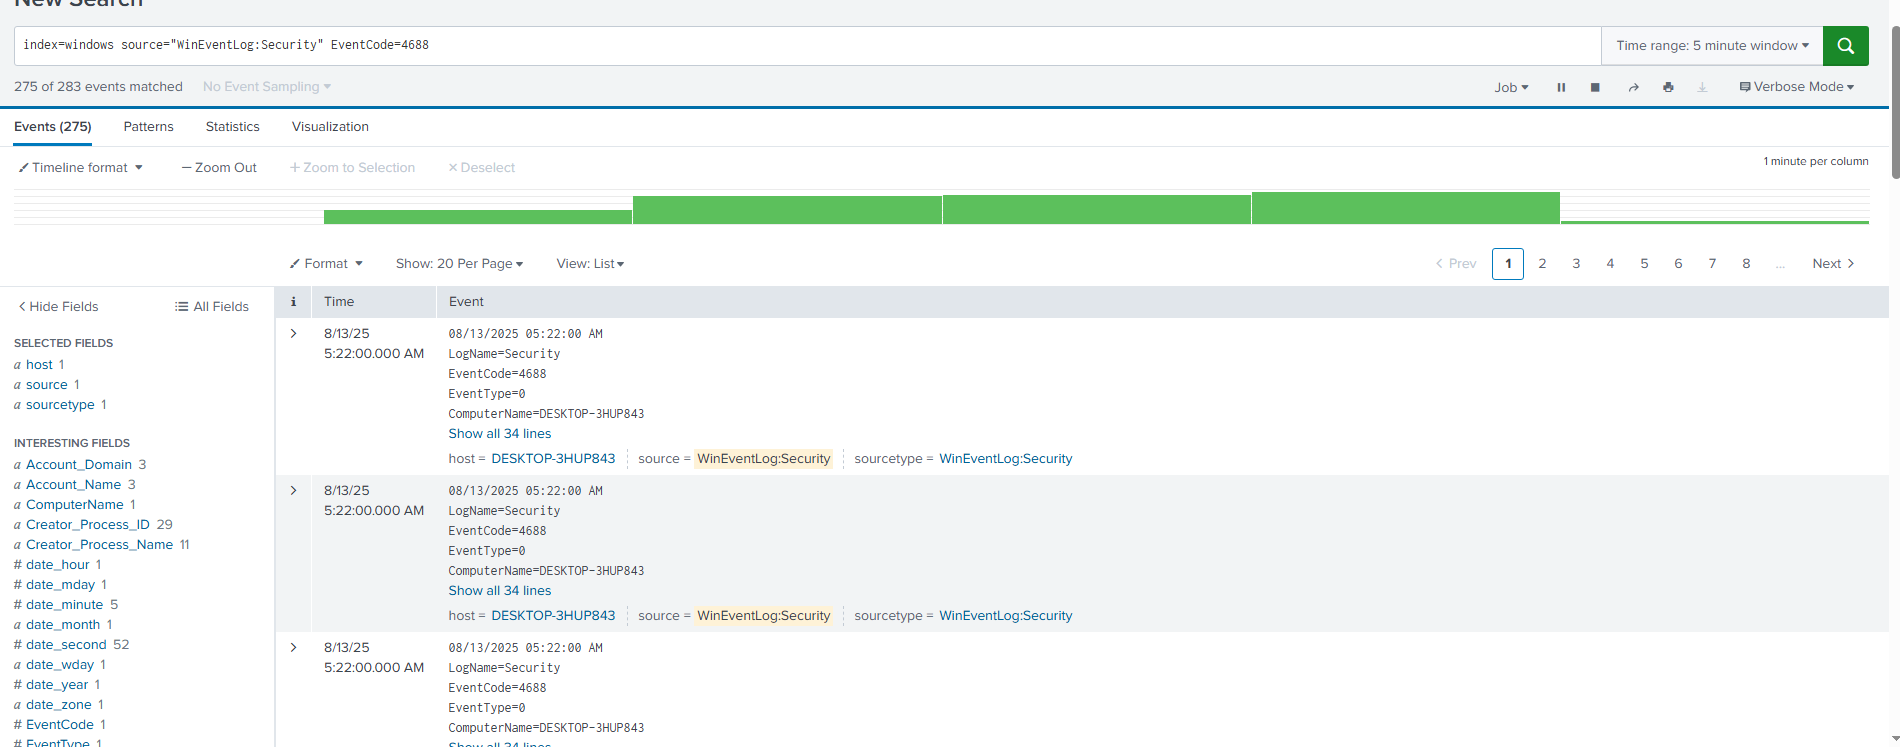 New Search
index=windows source="WinEventLog:Security" EventCode=4688
Time range: 5 minute window
275 of 283 events matched
No Event Sampling
Job
Verbose Mode
Events (275)
Patterns
Statistics
Visualization
Timeline format
— Zoom Out
+ Zoom to Selection
× Deselect
1 minute per column
Format
Show: 20 Per Page
View: List
< Prev
1
2
3
4
5
6
7
8
...
Next >
< Hide Fields
All Fields
SELECTED FIELDS
a host 1
a source 1
a sourcetype 1
INTERESTING FIELDS
a Account_Domain 3
a Account_Name 3
a ComputerName 1
a Creator_Process_ID 29
a Creator_Process_Name 11
# date_hour 1
# date_mday 1
# date_minute 5
a date_month 1
# date_second 52
a date_wday 1
# date_year 1
a date_zone 1
# EventCode 1
# EventType 1
i
Time
Event
8/13/25
5:22:00.000 AM
08/13/2025 05:22:00 AM
LogName=Security
EventCode=4688
EventType=0
ComputerName=DESKTOP-3HUP843
Show all 34 lines
host = DESKTOP-3HUP843
source = WinEventLog:Security
sourcetype = WinEventLog:Security
8/13/25
5:22:00.000 AM
08/13/2025 05:22:00 AM
LogName=Security
EventCode=4688
EventType=0
ComputerName=DESKTOP-3HUP843
Show all 34 lines
host = DESKTOP-3HUP843
source = WinEventLog:Security
sourcetype = WinEventLog:Security
8/13/25
5:22:00.000 AM
08/13/2025 05:22:00 AM
LogName=Security
EventCode=4688
EventType=0
ComputerName=DESKTOP-3HUP843
Show all 34 lines